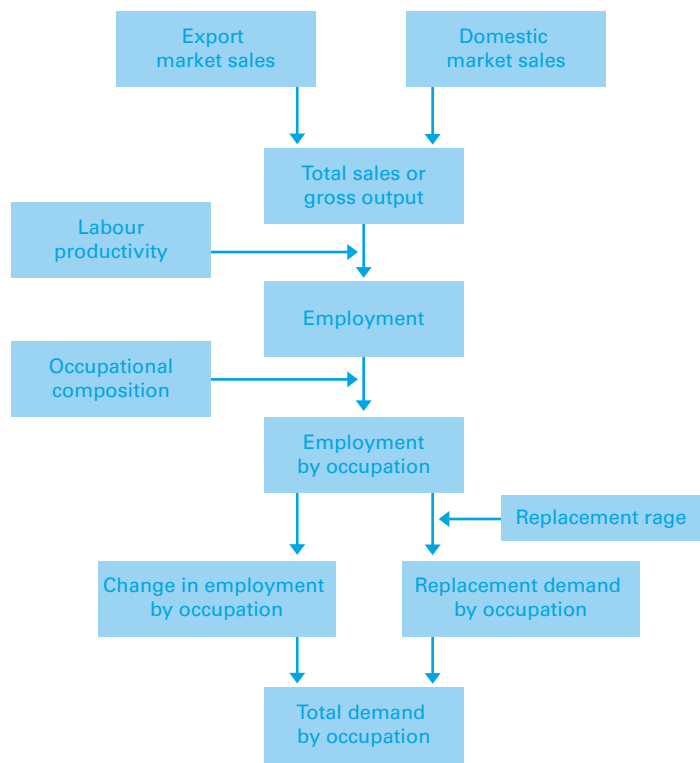 Export
market sales
Domestic
market sales
Total sales or
gross output
Labour
productivity
Employment
Occupational
composition
Employment
by occupation
Replacement rage
Change in employment
by occupation
Replacement demand
by occupation
Total demand
by occupation